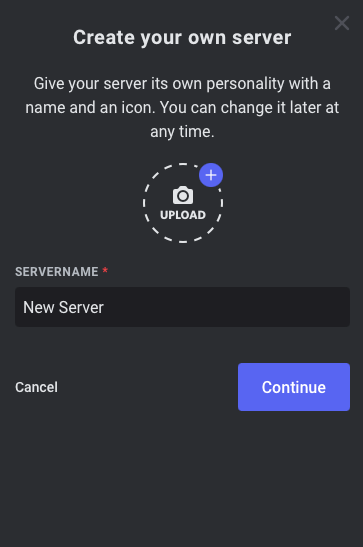 Create your own server
Give your server its own personality with a
name and an icon. You can change it later at
any time.
UPLOAD
SERVERNAME *
New Server
Cancel
Continue